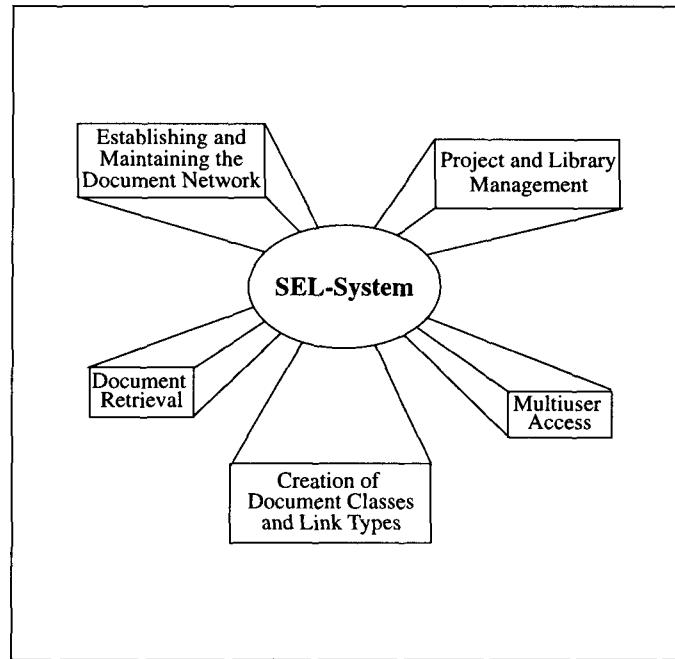 Establishing and
Maintaining the
Document Network
Project and Library
Management
SEL-System
Document
Retrieval
Multiuser
Access
Creation of
Document Classes
and Link Types